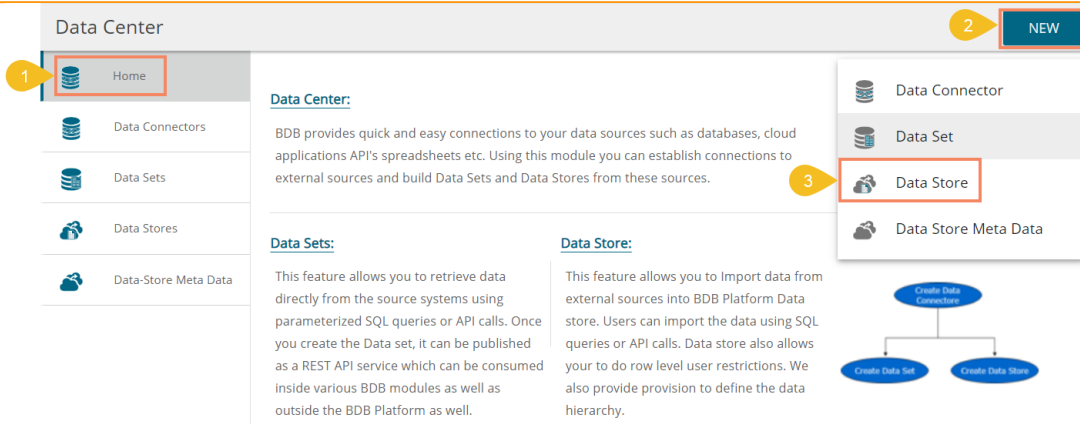 Data Center
2
NEW
1
Home
Data Connectors
Data Sets
Data Stores
Data-Store Meta Data
Data Center:
BDB provides quick and easy connections to your data sources such as databases, cloud
applications API's spreadsheets etc. Using this module you can establish connections to
external sources and build Data Sets and Data Stores from these sources.
Data Sets:
This feature allows you to retrieve data
directly from the source systems using
parameterized SQL queries or API calls. Once
you create the Data set, it can be published
as a REST API service which can be consumed
inside various BDB modules as well as
outside the BDB Platform as well.
Data Store:
This feature allows you to Import data from
external sources into BDB Platform Data
store. Users can import the data using SQL
queries or API calls. Data store also allows
your to do row level user restrictions. We
also provide provision to define the data
hierarchy.
Data Connector
Data Set
3
Data Store
Data Store Meta Data
Create Data
Connectore
Create Data Set
Create Data Store